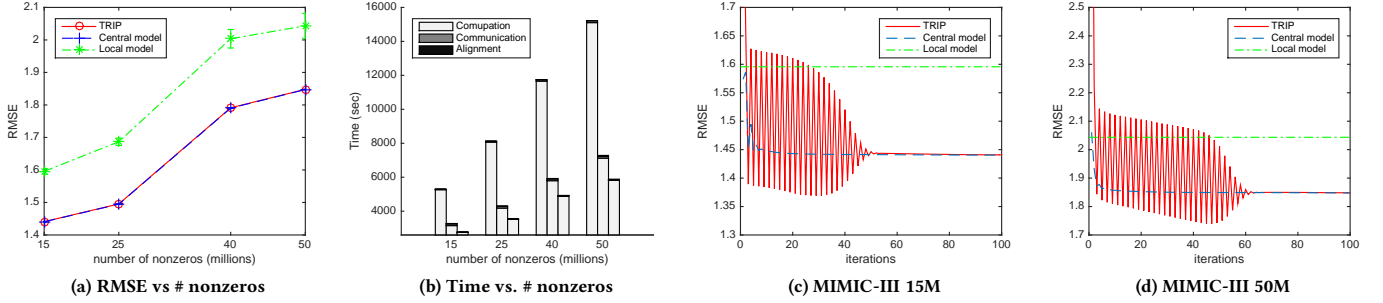 2.1
2
1.9
1.8
1.7
1.6
1.5
1.4
RMSE
15
25
40
50
number of nonzeros (millions)
TRIP
Central model
Local model
(a) RMSE vs # nonzeros
16000
14000
12000
10000
8000
6000
4000
Time (sec)
15
25
40
50
number of nonzeros (millions)
Comupation
Communication
Alignment
(b) Time vs. # nonzeros
1.7
1.6
1.5
1.45
1.4
1.35
1.3
RMSE
0
20
40
60
80
100
iterations
TRIP
Central model
Local model
(c) MIMIC-III 15M
2.5
2.4
2.3
2.2
2.1
2
1.9
1.8
1.7
RMSE
0
20
40
60
80
100
iterations
TRIP
Central model
Local model
(d) MIMIC-III 50M